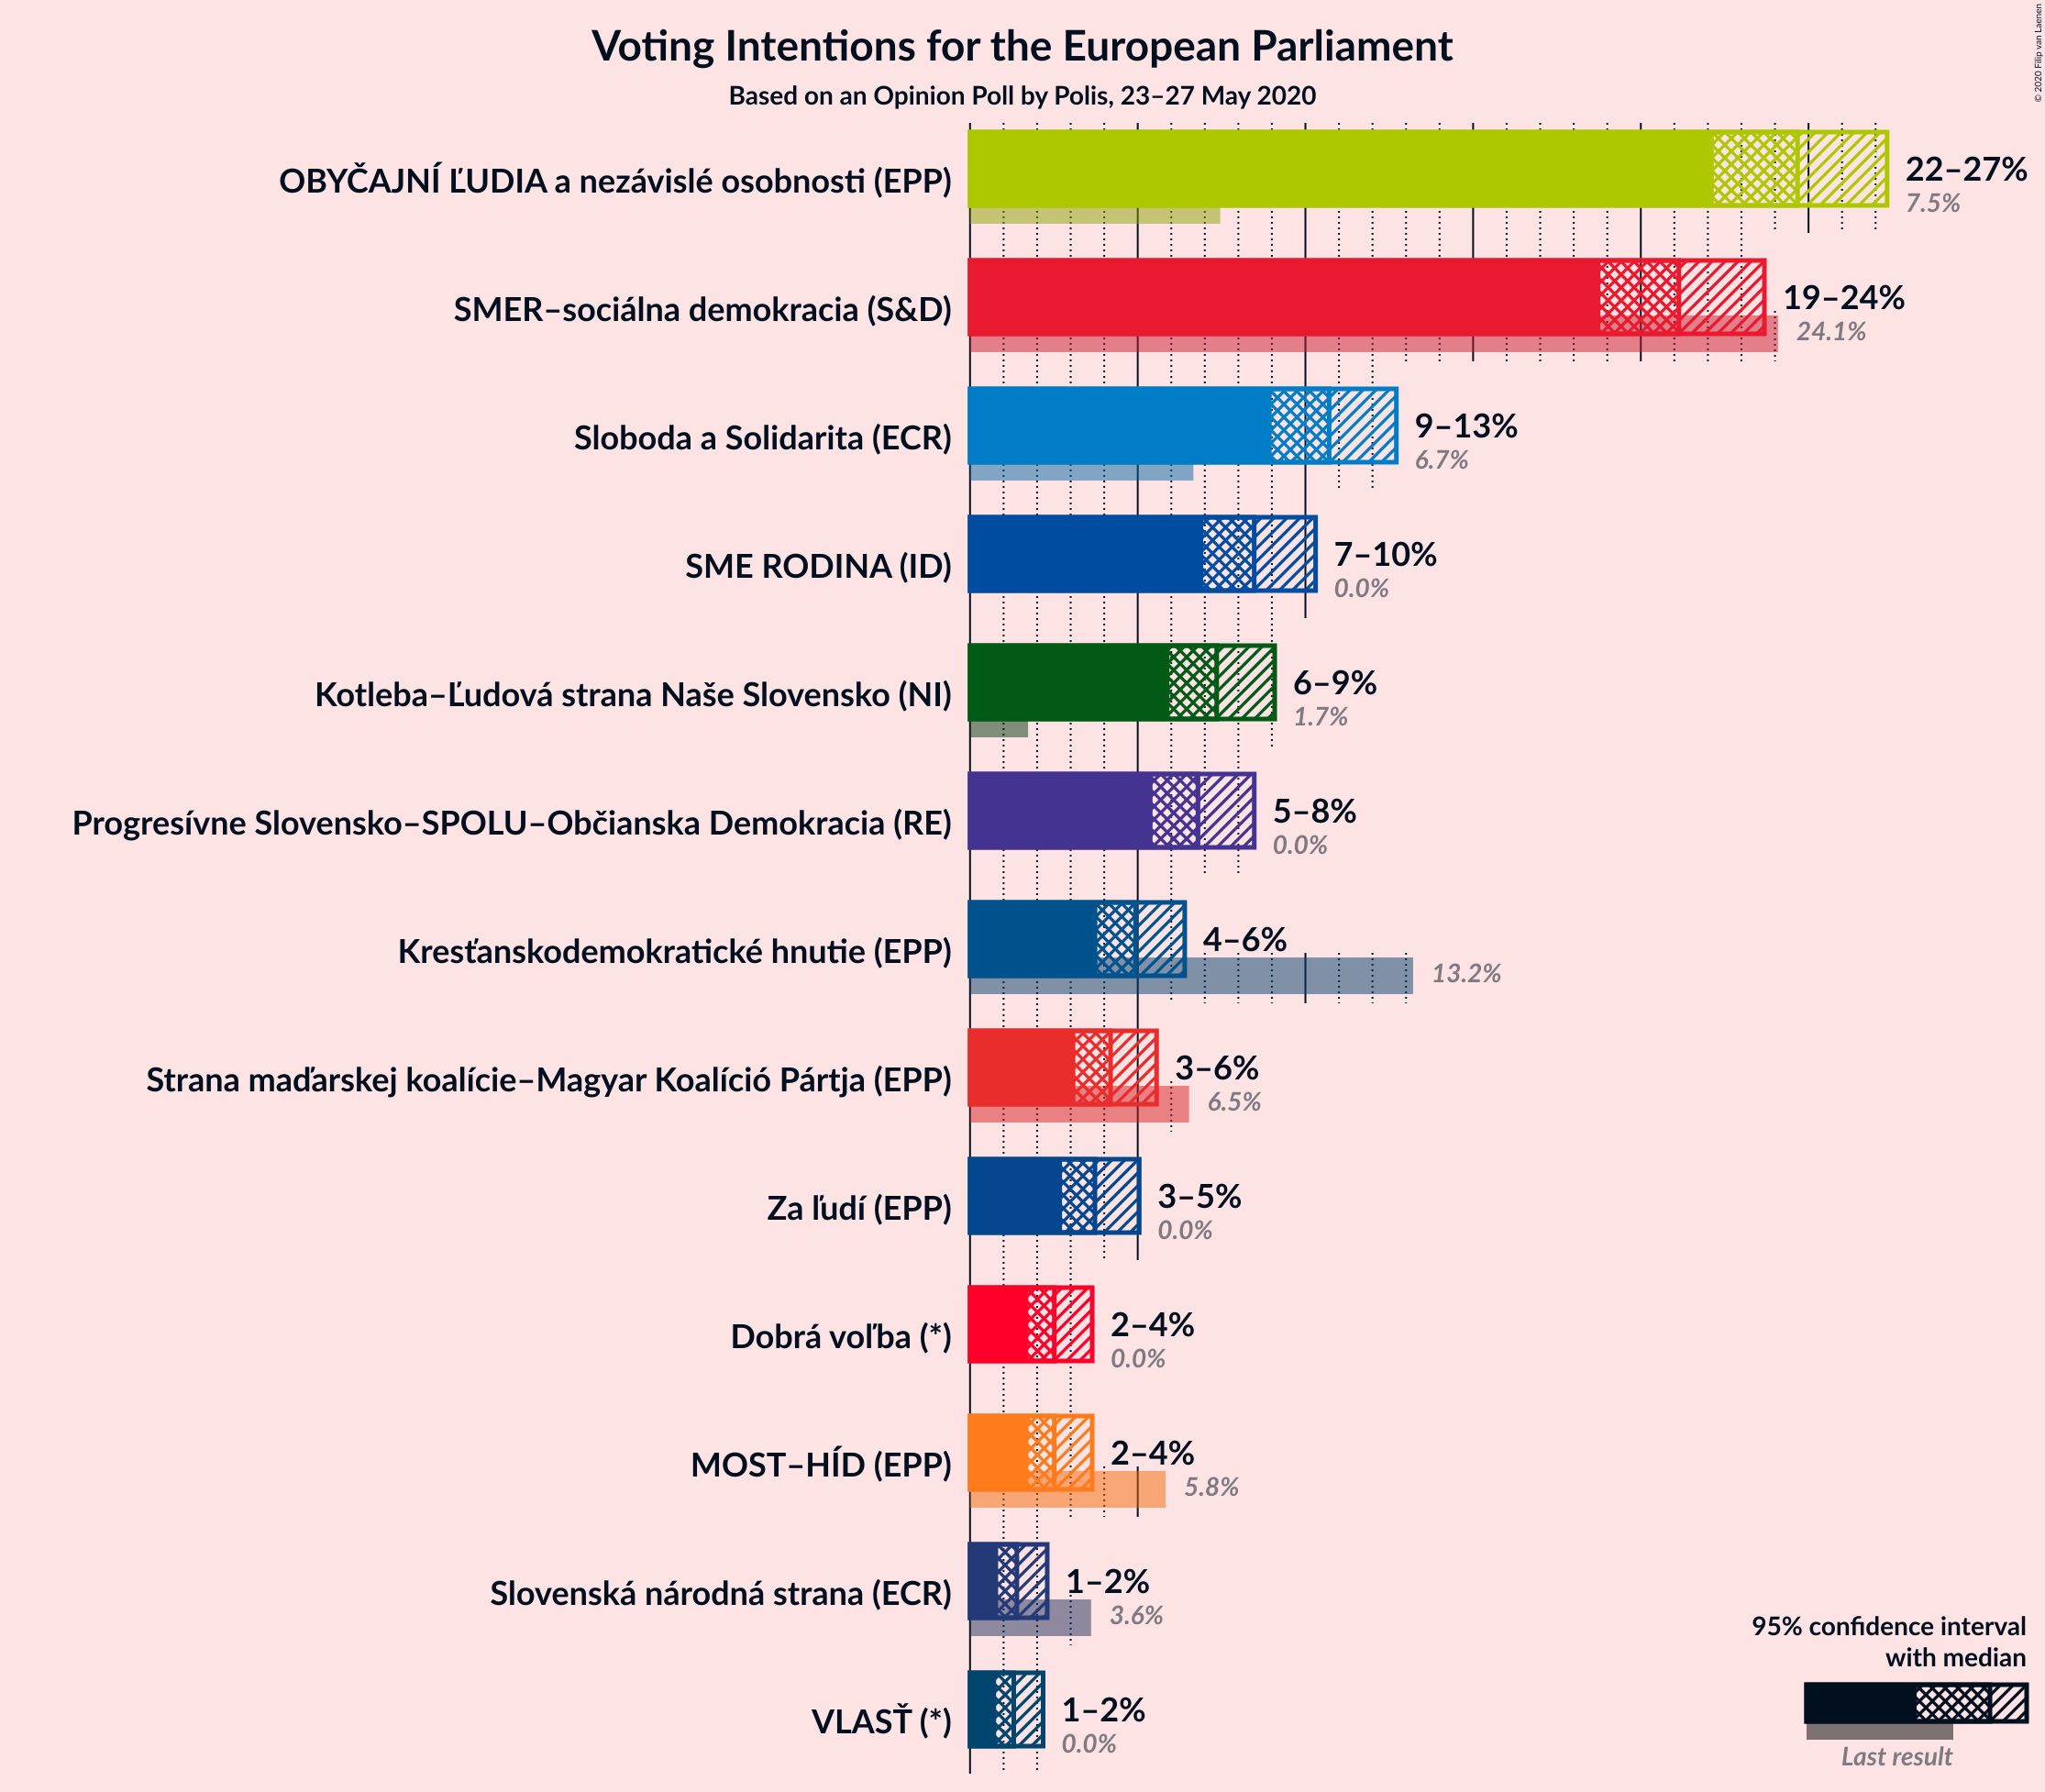 © 2020 Filip van Laenen
Voting Intentions for the European Parliament
Based on an Opinion Poll by Polis, 23–27 May 2020
OBYČAJNÍ ĽUDIA a nezávislé osobnosti (EPP)
22–27%
7.5%
SMER–sociálna demokracia (S&D)
19–24%
24.1%
Sloboda a Solidarita (ECR)
9–13%
6.7%
SME RODINA (ID)
7–10%
0.0%
Kotleba–Ľudová strana Naše Slovensko (NI)
6–9%
1.7%
Progresívne Slovensko–SPOLU–Občianska Demokracia (RE)
5–8%
0.0%
Kresťanskodemokratické hnutie (EPP)
4–6%
13.2%
Strana maďarskej koalície–Magyar Koalíció Pártja (EPP)
3–6%
6.5%
Za ľudí (EPP)
3–5%
0.0%
Dobrá voľba (*)
2–4%
0.0%
MOST–HÍD (EPP)
2–4%
5.8%
Slovenská národná strana (ECR)
1–2%
3.6%
VLASŤ (*)
1–2%
0.0%
95% confidence interval
with median
Last result